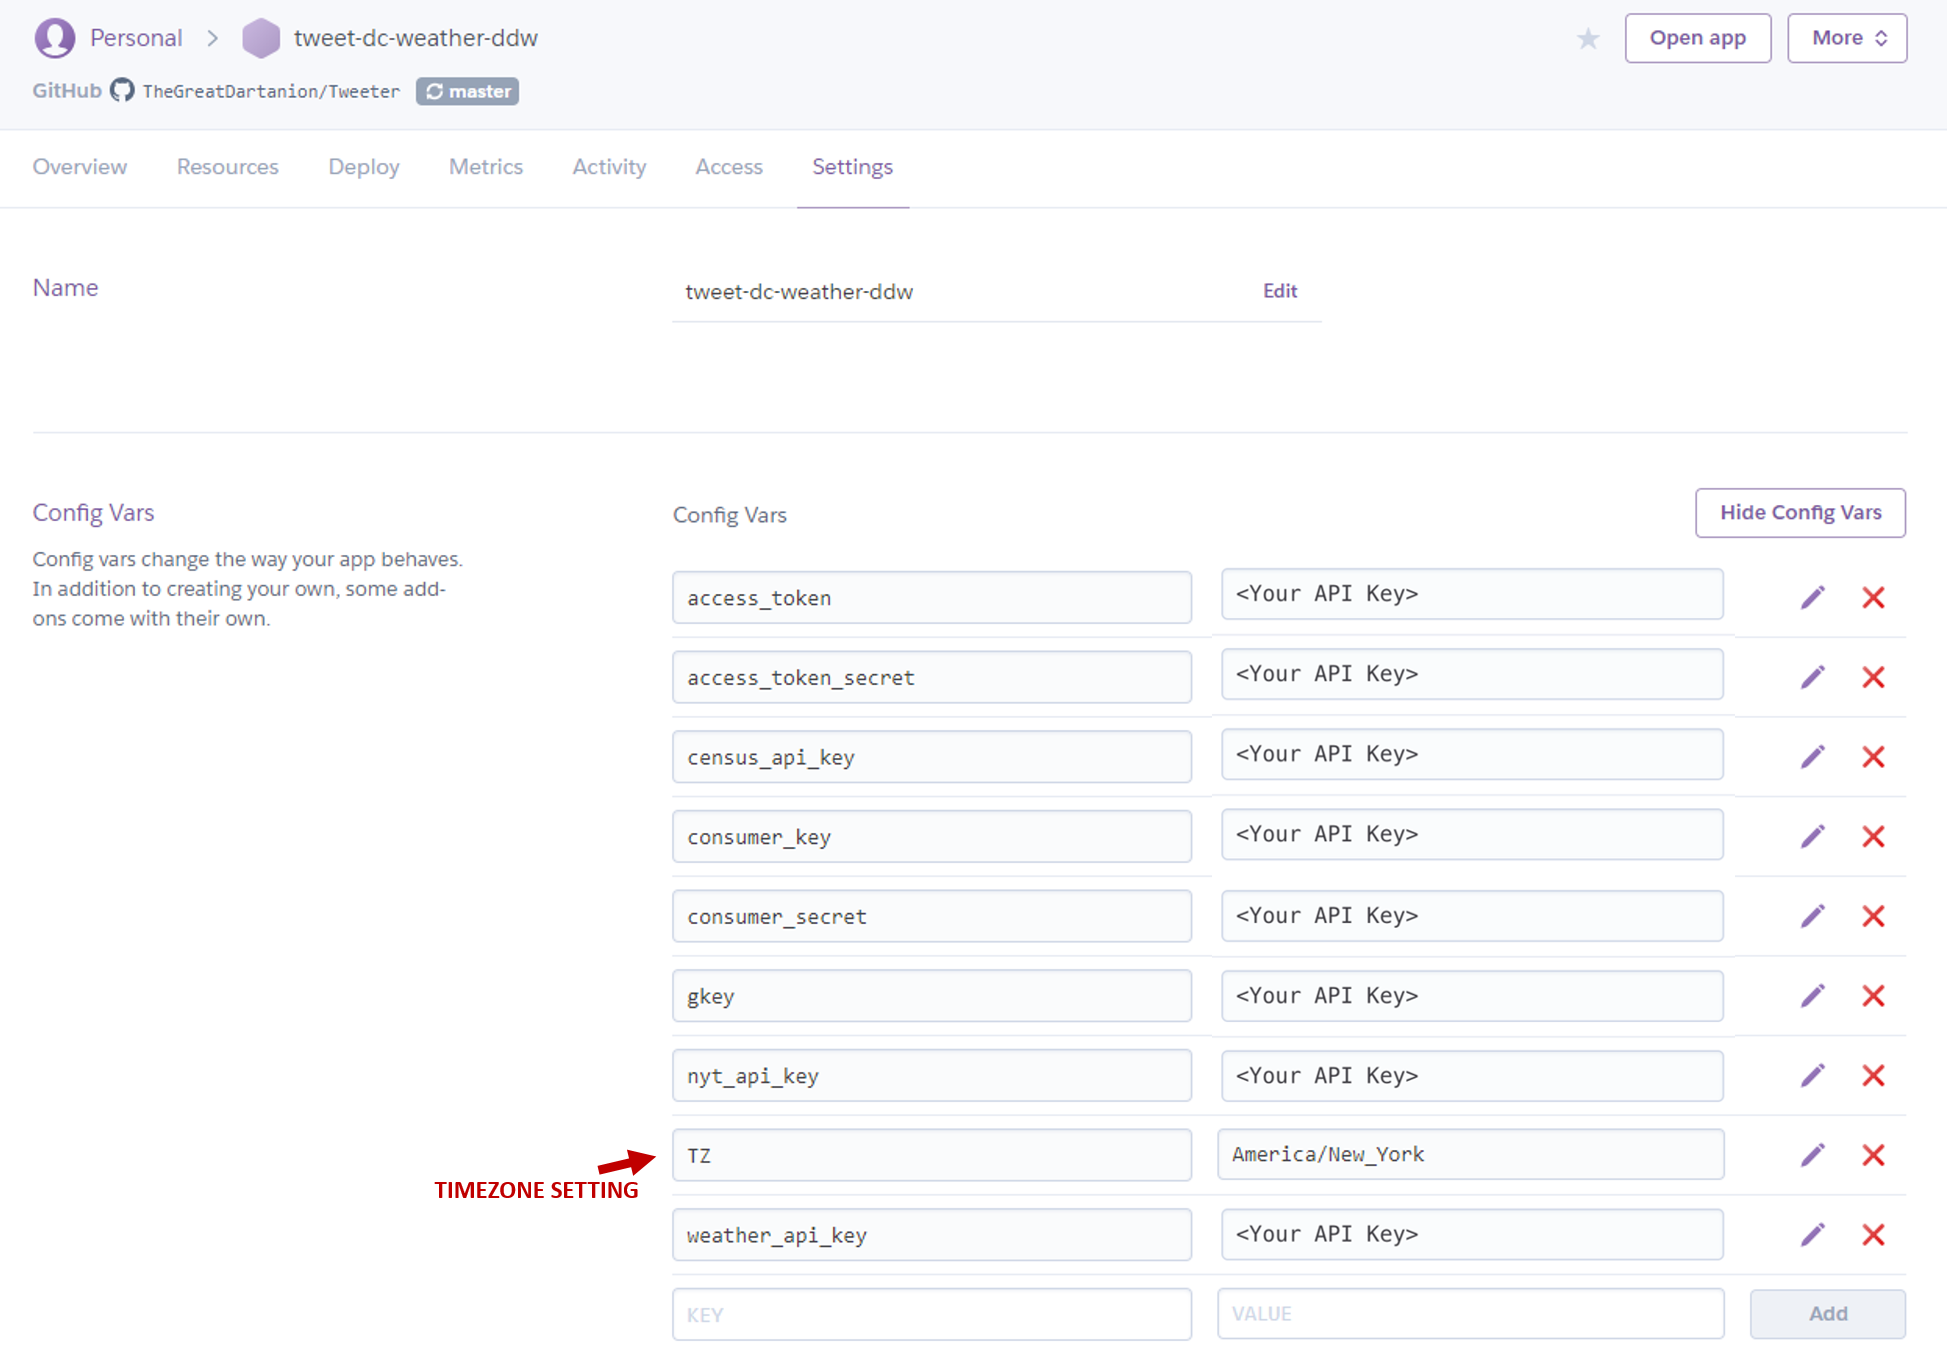 Personal > tweet-dc-weather-ddw
Open app
More
GitHub TheGreatDartanion/Tweeter master
Overview Resources Deploy Metrics Activity Access Settings
Name
tweet-dc-weather-ddw
Edit
Config Vars
Config vars change the way your app behaves.
In addition to creating your own, some add-
ons come with their own.
Config Vars
Hide Config Vars
access_token <Your API Key>
access_token_secret <Your API Key>
census_api_key <Your API Key>
consumer_key <Your API Key>
consumer_secret <Your API Key>
gkey <Your API Key>
nyt_api_key <Your API Key>
TZ America/New_York
TIMEZONE SETTING
weather_api_key <Your API Key>
KEY VALUE Add